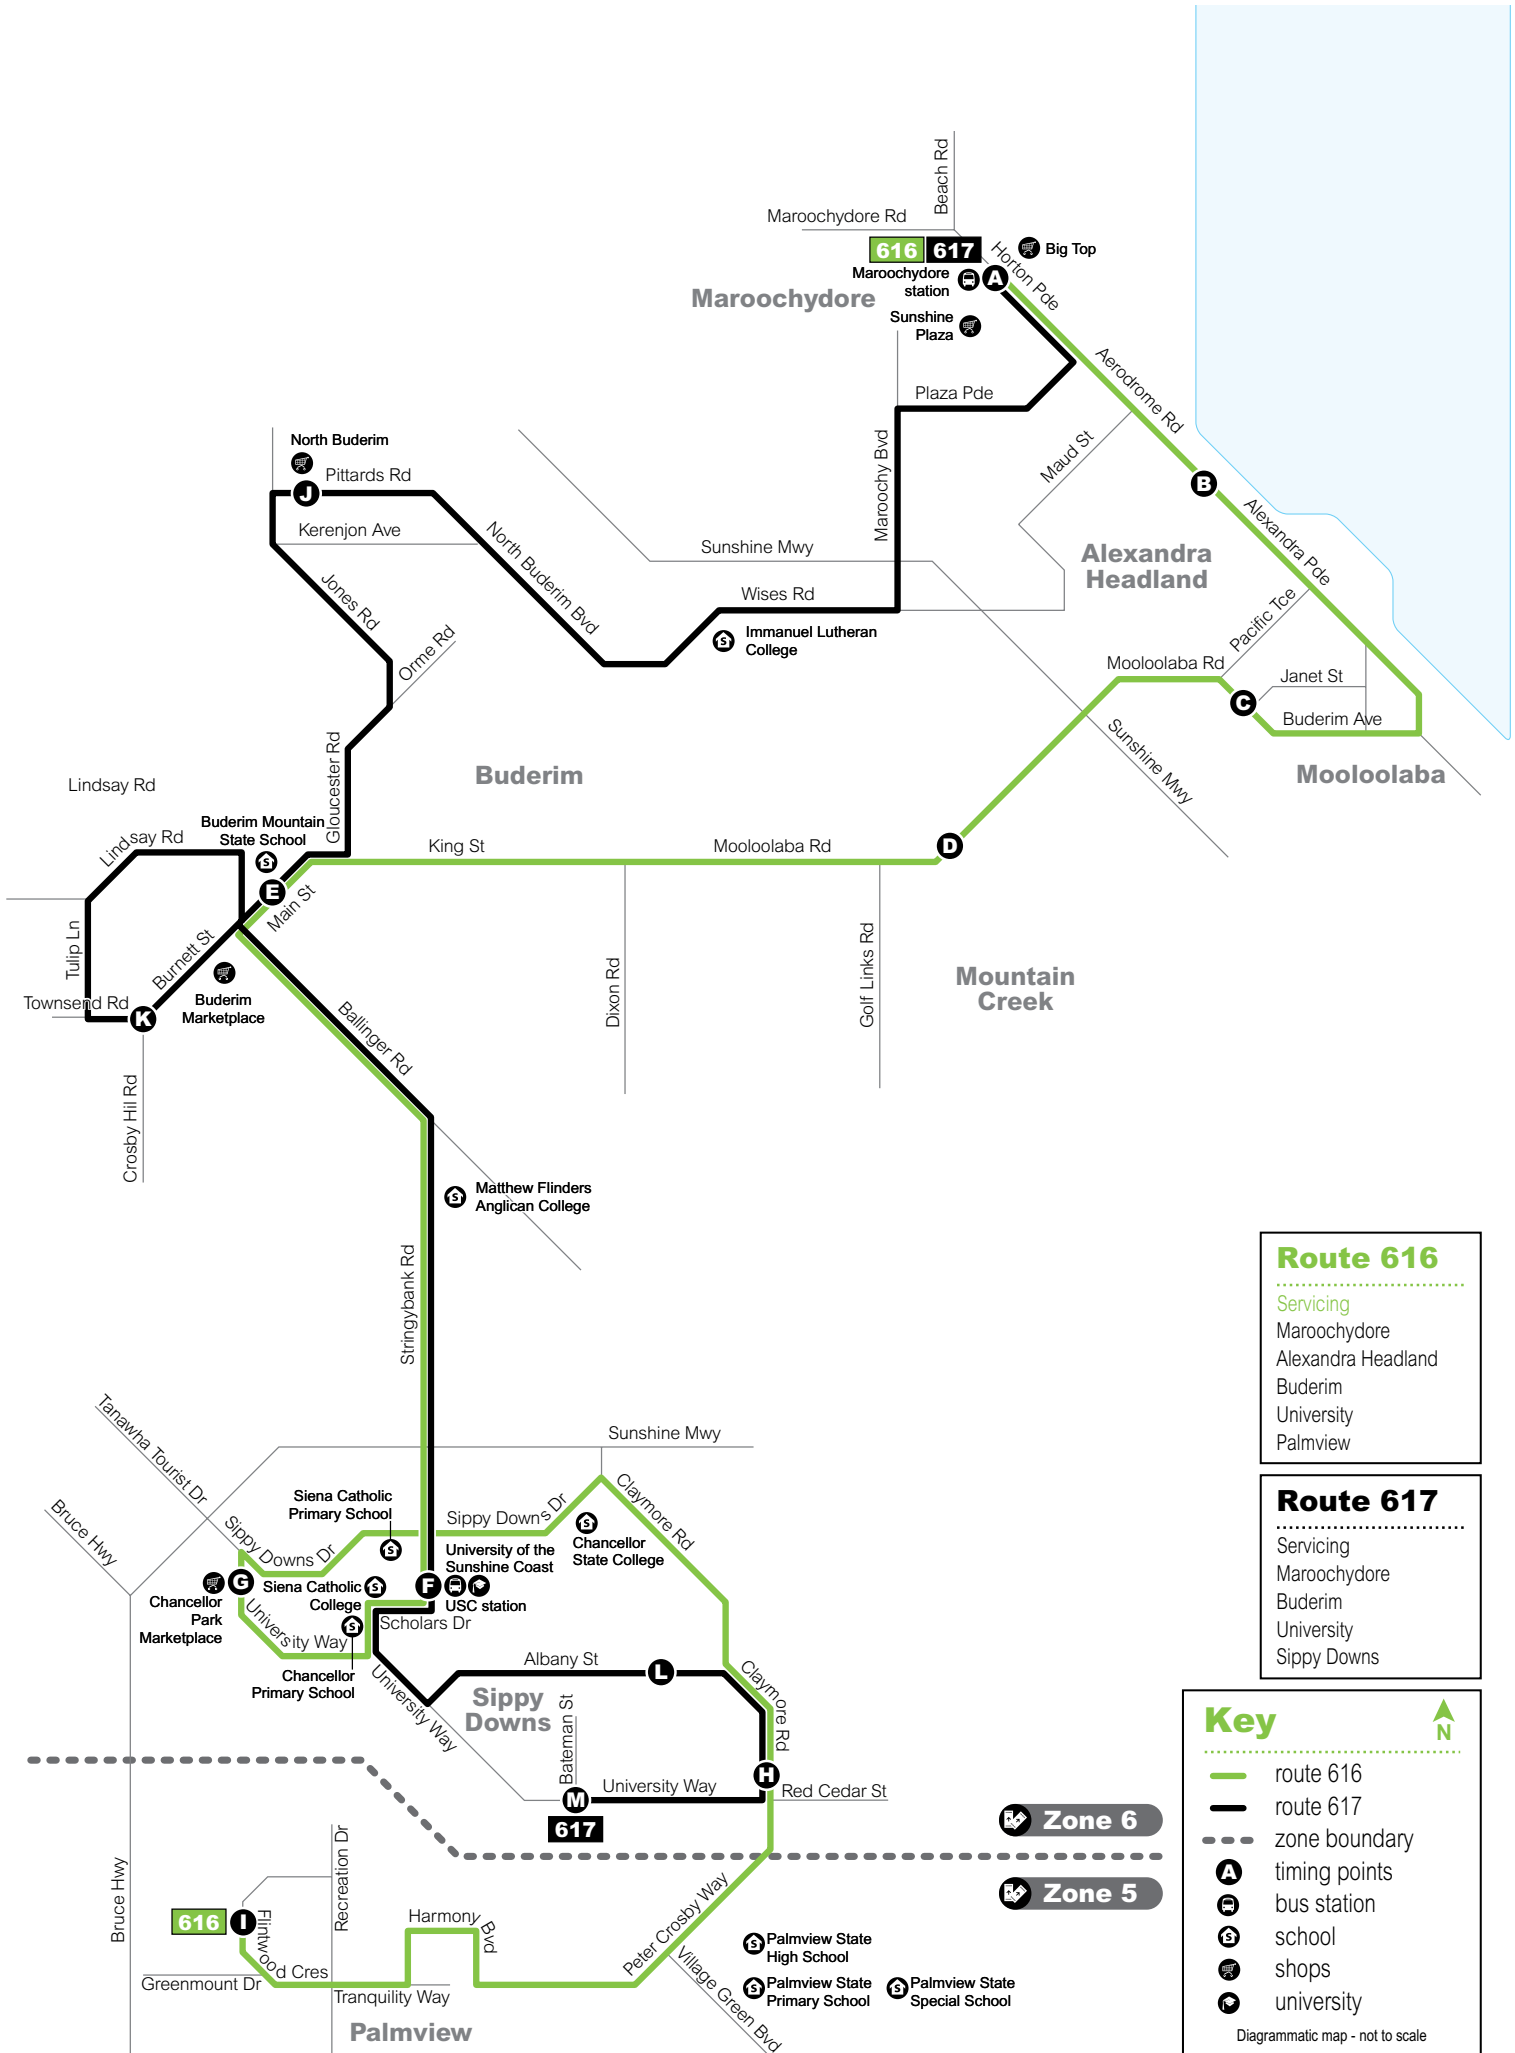 Beach Rd
Maroochydore Rd
616
617
Horton Pde
Big Top
Maroochydore
station
A
Maroochydore
Sunshine
Plaza
Aerodrome Rd
Plaza Pde
North Buderim
Maud St
Maroochy Bvd
Pittards Rd
J
B
Alexandra Pde
Kerenjon Ave
North Buderim Bvd
Sunshine Mwy
Alexandra
Headland
Jones Rd
Wises Rd
Pacific Tce
Orme Rd
Immanuel Lutheran
College
Mooloolaba Rd
Janet St
C
Buderim Ave
Sunshine Mwy
Gloucester Rd
Buderim
Mooloolaba
Lindsay Rd
Buderim Mountain
State School
Lindsay Rd
King St
Mooloolaba Rd
D
E
Main St
Tulip Ln
Burnett St
Townsend Rd
K
Buderim
Marketplace
Ballinger Rd
Dixon Rd
Golf Links Rd
Mountain
Creek
Crosby Hil Rd
Matthew Flinders
Anglican College
Stringybank Rd
Route 616
Servicing
Maroochydore
Alexandra Headland
Buderim
University
Palmview
Tanawha Tourist Dr
Sunshine Mwy
Siena Catholic
Primary School
Sippy Downs Dr
Claymore Rd
Bruce Hwy
Sippy Downs Dr
Chancellor
State College
University of the
Sunshine Coast
G
Siena Catholic
College
F
USC station
Chancellor
Park
Marketplace
University Way
Scholars Dr
Chancellor
Primary School
University Way
Albany St
L
Claymore Rd
Sippy
Downs
Bateman St
H
University Way
Red Cedar St
M
617
Route 617
Servicing
Maroochydore
Buderim
University
Sippy Downs
Zone 6
Zone 5
Bruce Hwy
Recreation Dr
616
I
Flintwood Cres
Harmony Bvd
Peter Crosby Way
Palmview State
High School
Greenmount Dr
Tranquility Way
Village Green Bvd
Palmview State
Primary School
Palmview State
Special School
Palmview
Key
N
route 616
route 617
zone boundary
A
timing points
bus station
school
shops
university
Diagrammatic map - not to scale